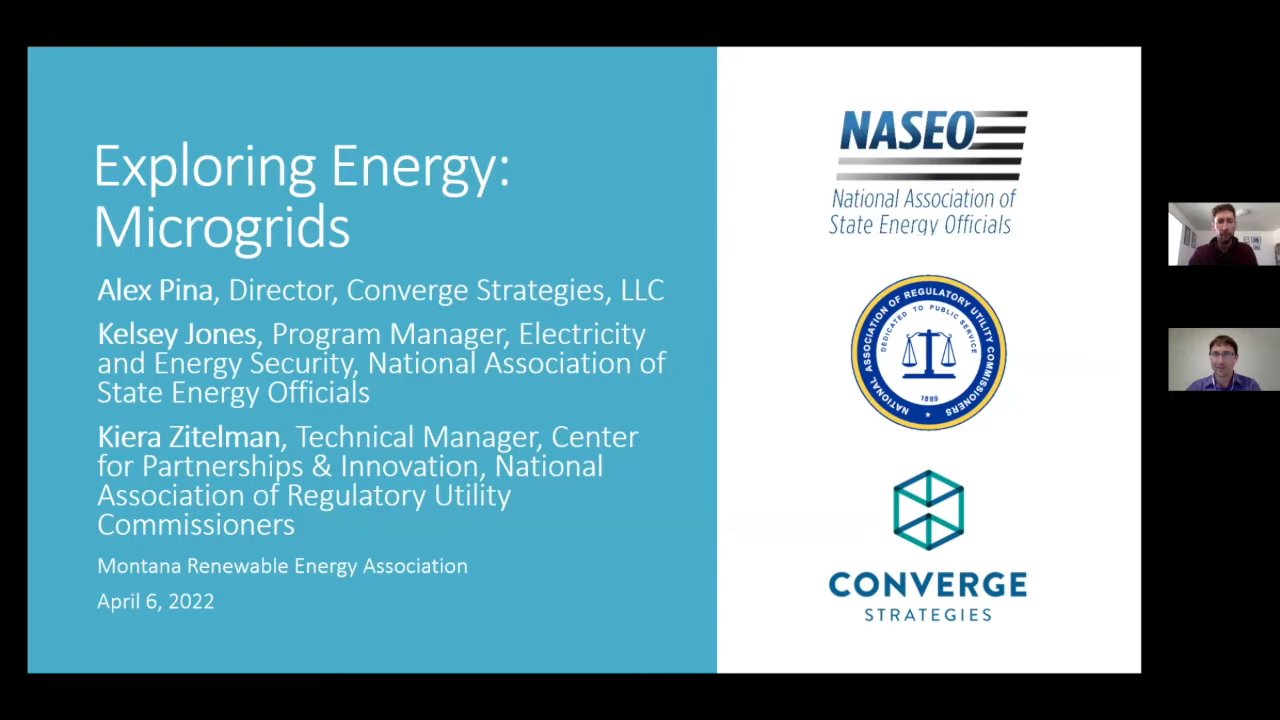 Exploring Energy:
Microgrids
Alex Pina, Director, Converge Strategies, LLC
Kelsey Jones, Program Manager, Electricity
and Energy Security, National Association of
State Energy Officials
Kiera Zitelman, Technical Manager, Center
for Partnerships & Innovation, National
Association of Regulatory Utility
Commissioners
Montana Renewable Energy Association
April 6, 2022
NASEO
National Association of
State Energy Officials
NATIONAL ASSOCIATION OF REGULATORY UTILITY COMMISSIONERS
DEDICATED TO PUBLIC SERVICE
1889
CONVERGE
STRATEGIES